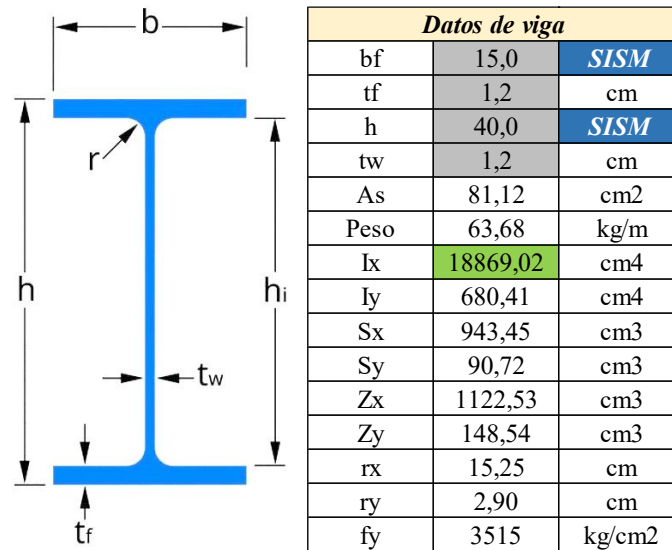 b
r
h
hi
tw
tf
Datos de viga
bf 15,0 SISM
tf 1,2 cm
h 40,0 SISM
tw 1,2 cm
As 81,12 cm2
Peso 63,68 kg/m
Ix 18869,02 cm4
Iy 680,41 cm4
Sx 943,45 cm3
Sy 90,72 cm3
Zx 1122,53 cm3
Zy 148,54 cm3
rx 15,25 cm
ry 2,90 cm
fy 3515 kg/cm2